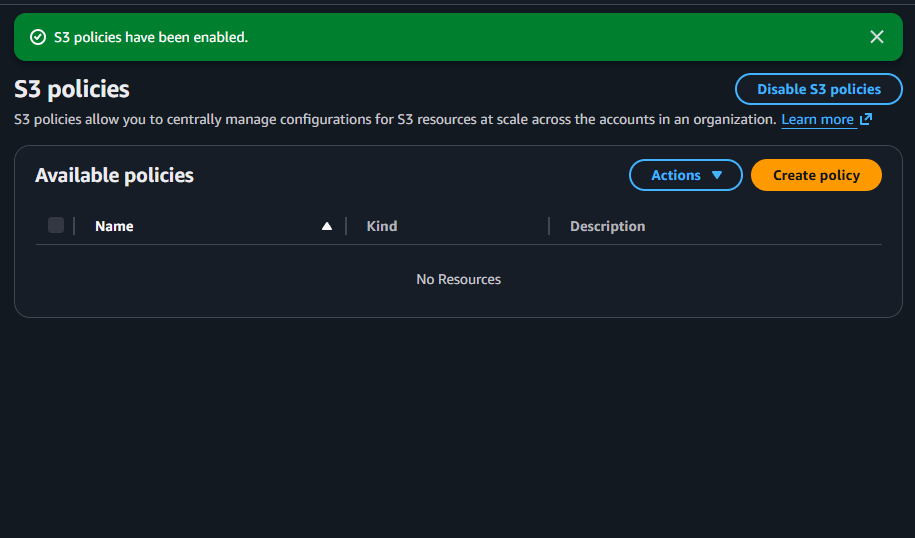 S3 policies have been enabled.
S3 policies
Disable S3 policies
S3 policies allow you to centrally manage configurations for S3 resources at scale across the accounts in an organization. Learn more
Available policies
Actions
Create policy
Name Kind Description
No Resources